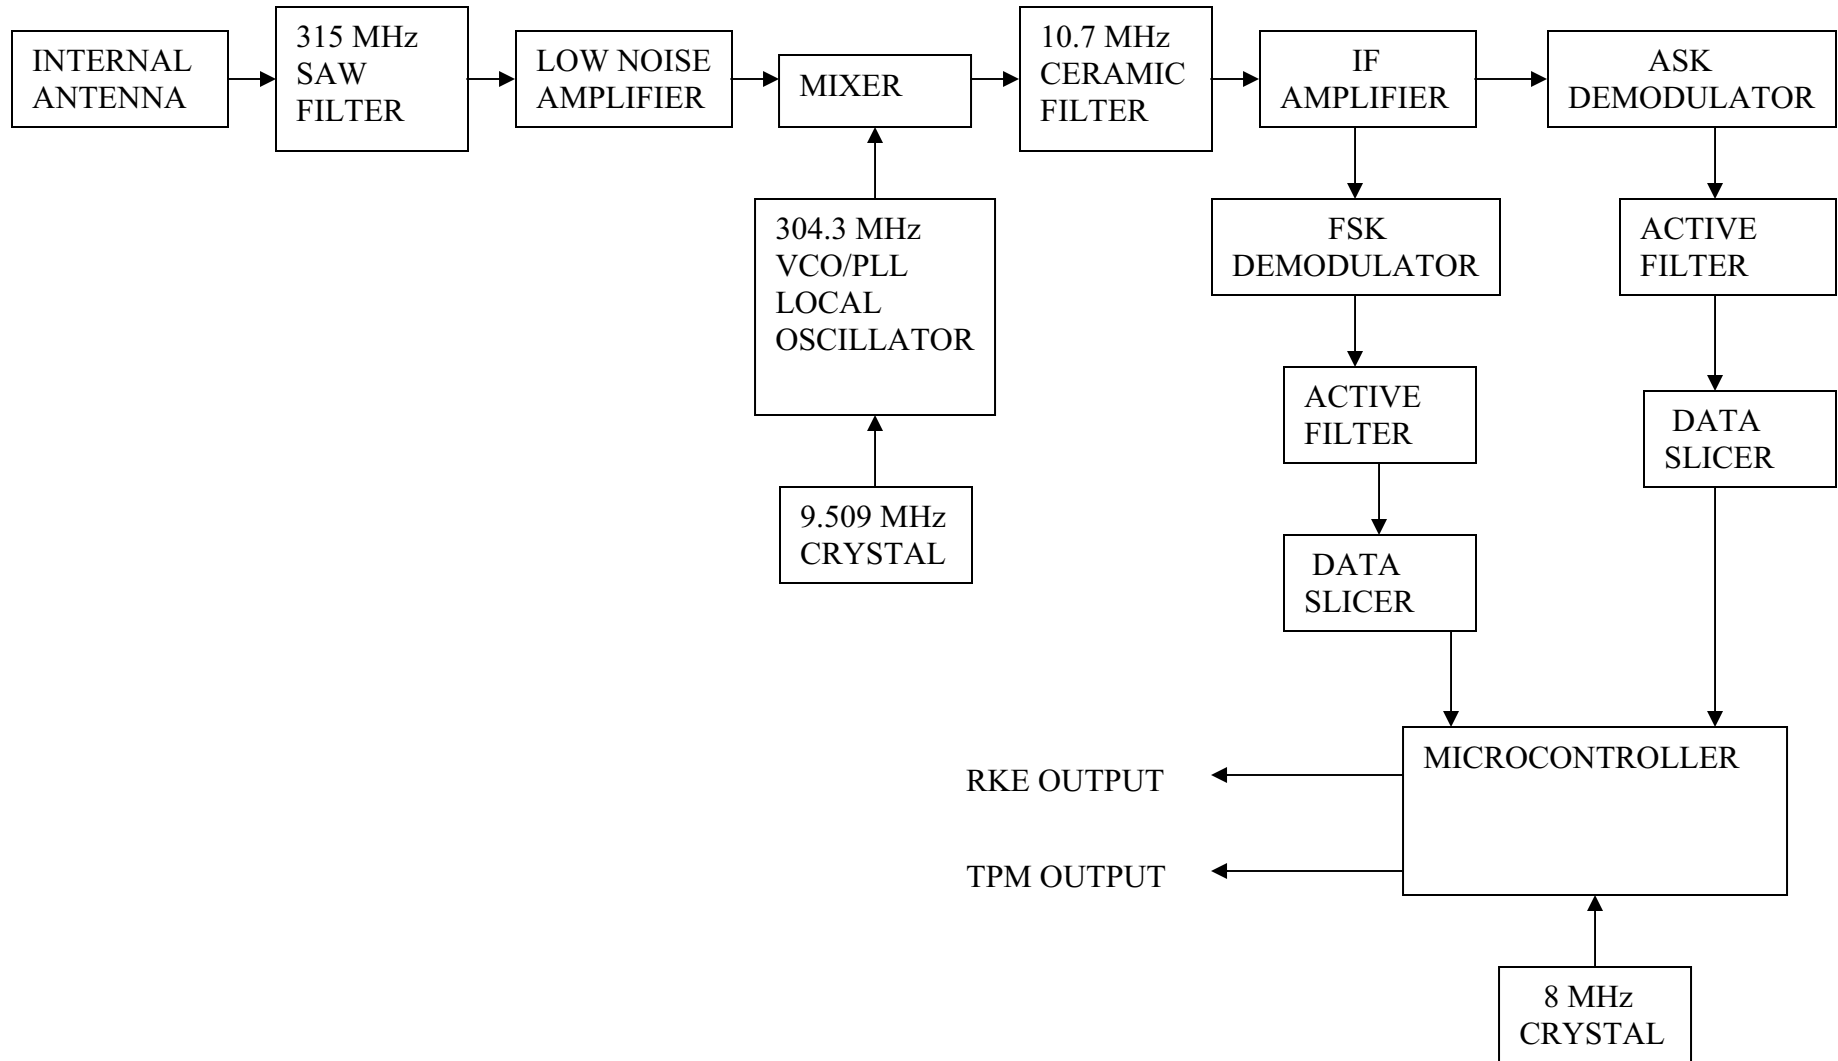 INTERNAL
ANTENNA
315 MHz
SAW
FILTER
LOW NOISE
AMPLIFIER
MIXER
10.7 MHz
CERAMIC
FILTER
IF
AMPLIFIER
ASK
DEMODULATOR
304.3 MHz
VCO/PLL
LOCAL
OSCILLATOR
FSK
DEMODULATOR
ACTIVE
FILTER
ACTIVE
FILTER
DATA
SLICER
9.509 MHz
CRYSTAL
DATA
SLICER
MICROCONTROLLER
RKE OUTPUT
TPM OUTPUT
8 MHz
CRYSTAL